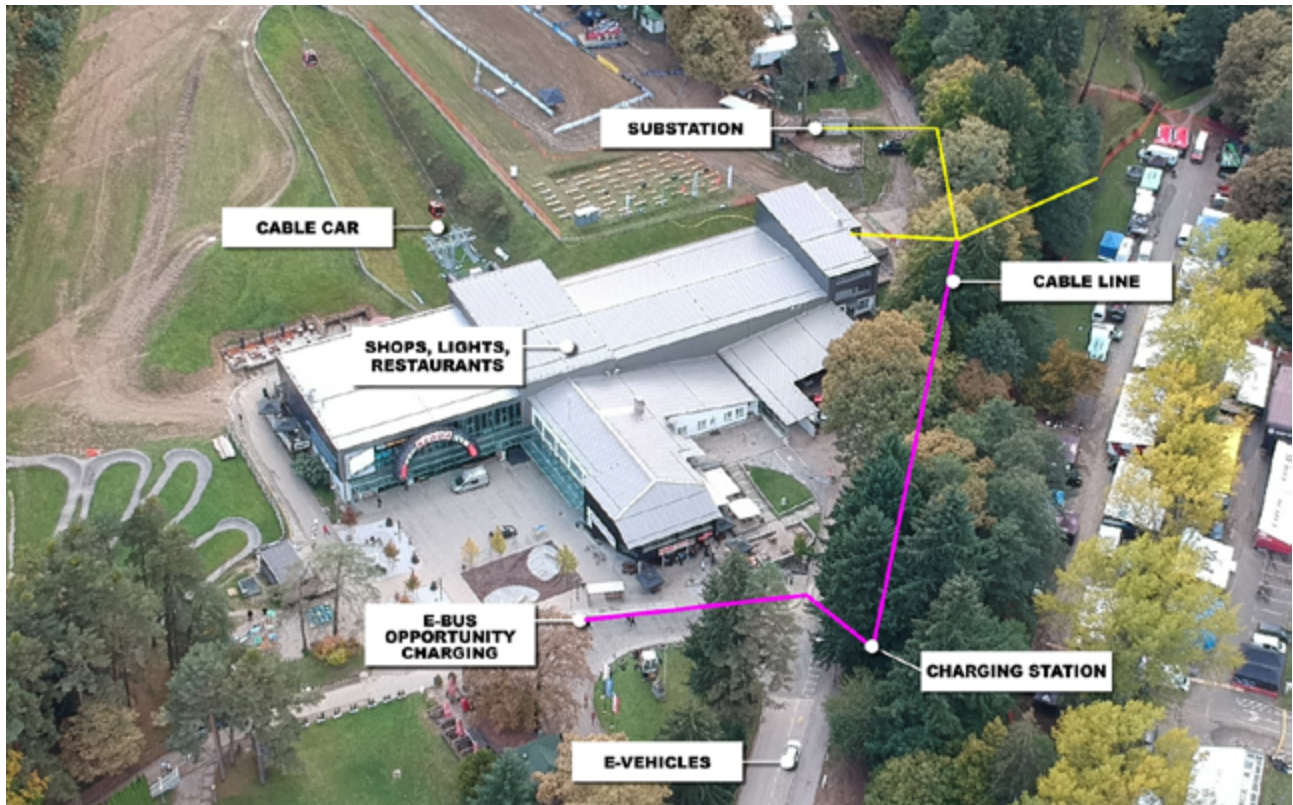 SUBSTATION
CABLE CAR
CABLE LINE
SHOPS, LIGHTS,
RESTAURANTS
E-BUS
OPPORTUNITY
CHARGING
CHARGING STATION
E-VEHICLES